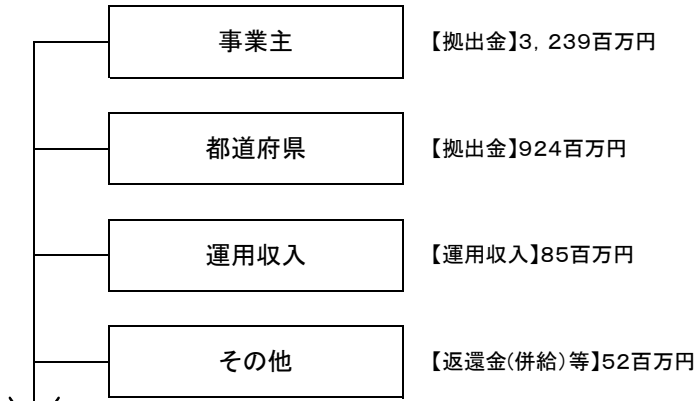 事業主 【拠出金】3，239百万円
都道府県 【拠出金】924百万円
運用収入 【運用収入】85百万円
その他 【返還金(併給)等】52百万円